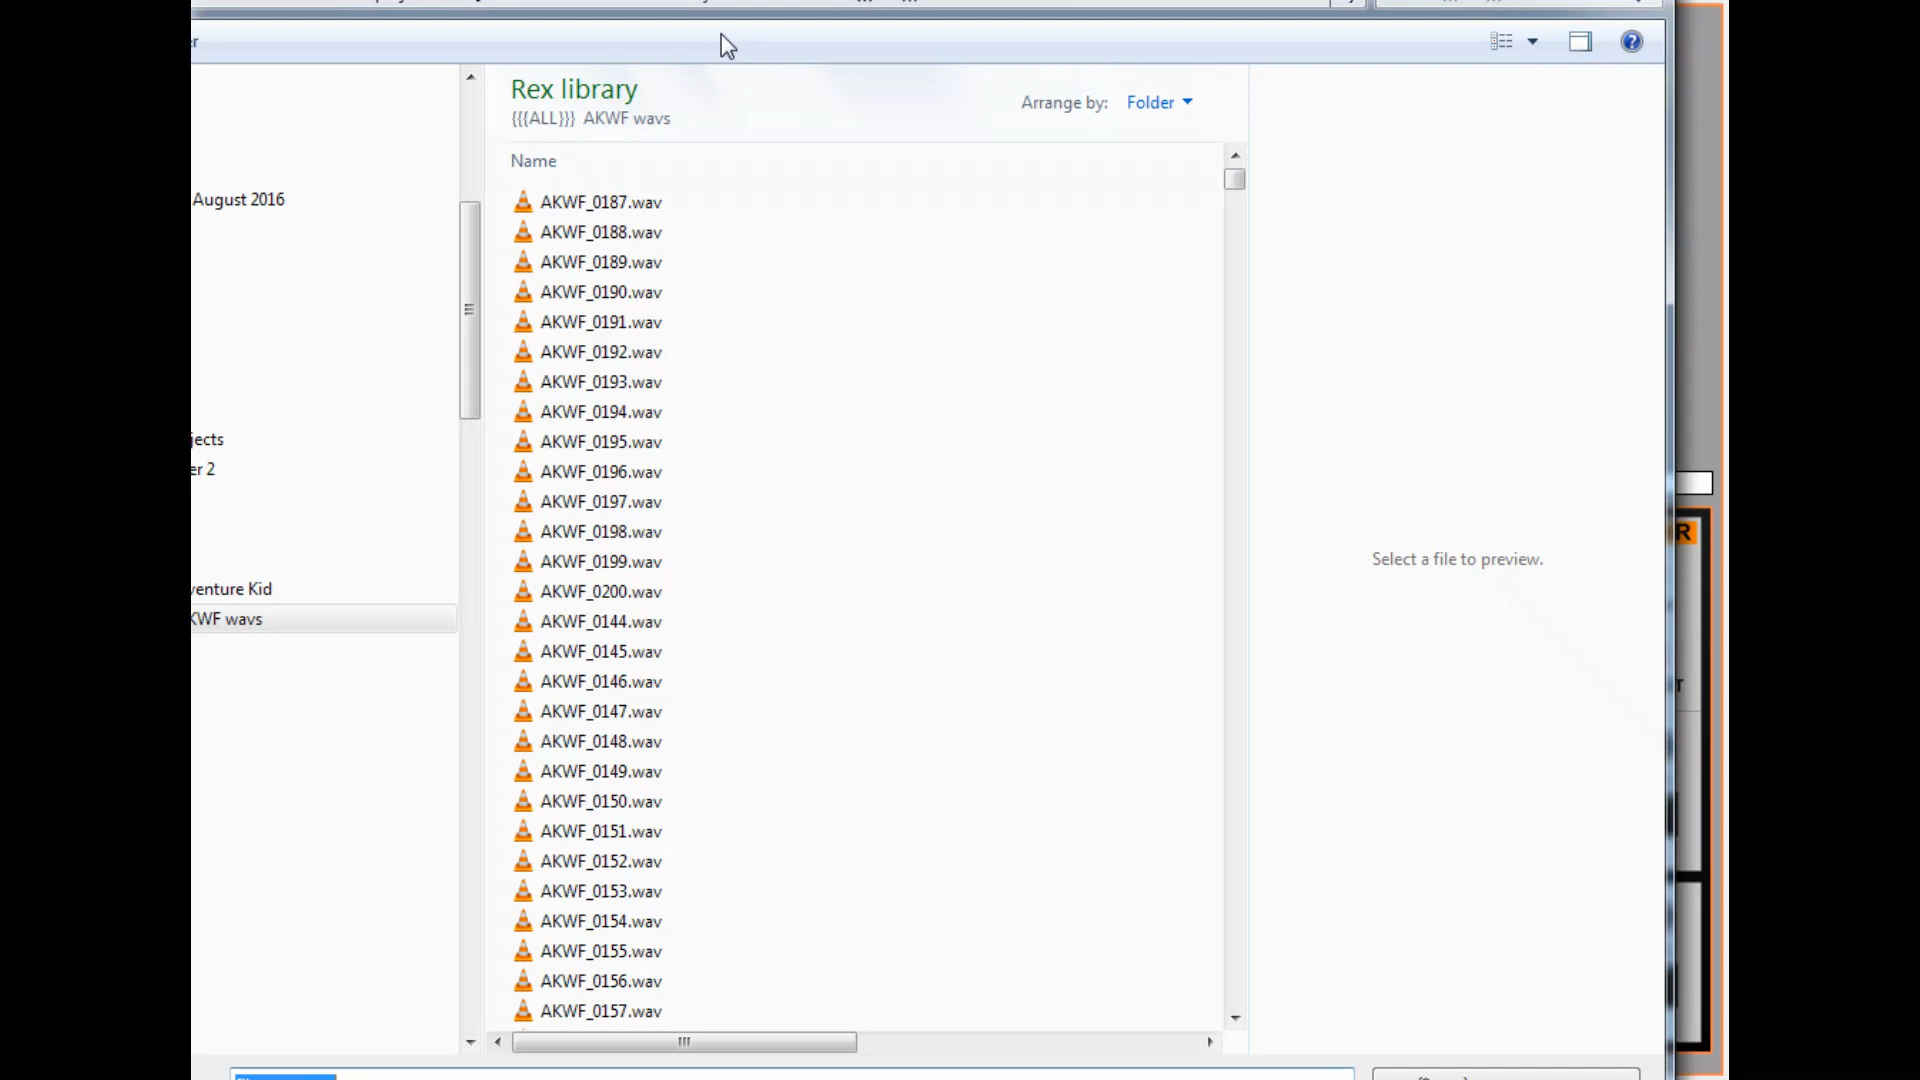 Rex library
{{{ALL}}} AKWF wavs
Arrange by: Folder
Name
August 2016
AKWF_0187.wav
AKWF_0188.wav
AKWF_0189.wav
AKWF_0190.wav
AKWF_0191.wav
AKWF_0192.wav
AKWF_0193.wav
AKWF_0194.wav
AKWF_0195.wav
AKWF_0196.wav
AKWF_0197.wav
AKWF_0198.wav
AKWF_0199.wav
AKWF_0200.wav
AKWF_0144.wav
AKWF_0145.wav
AKWF_0146.wav
AKWF_0147.wav
AKWF_0148.wav
AKWF_0149.wav
AKWF_0150.wav
AKWF_0151.wav
AKWF_0152.wav
AKWF_0153.wav
AKWF_0154.wav
AKWF_0155.wav
AKWF_0156.wav
AKWF_0157.wav
jects
er 2
venture Kid
KWF wavs
Select a file to preview.
R